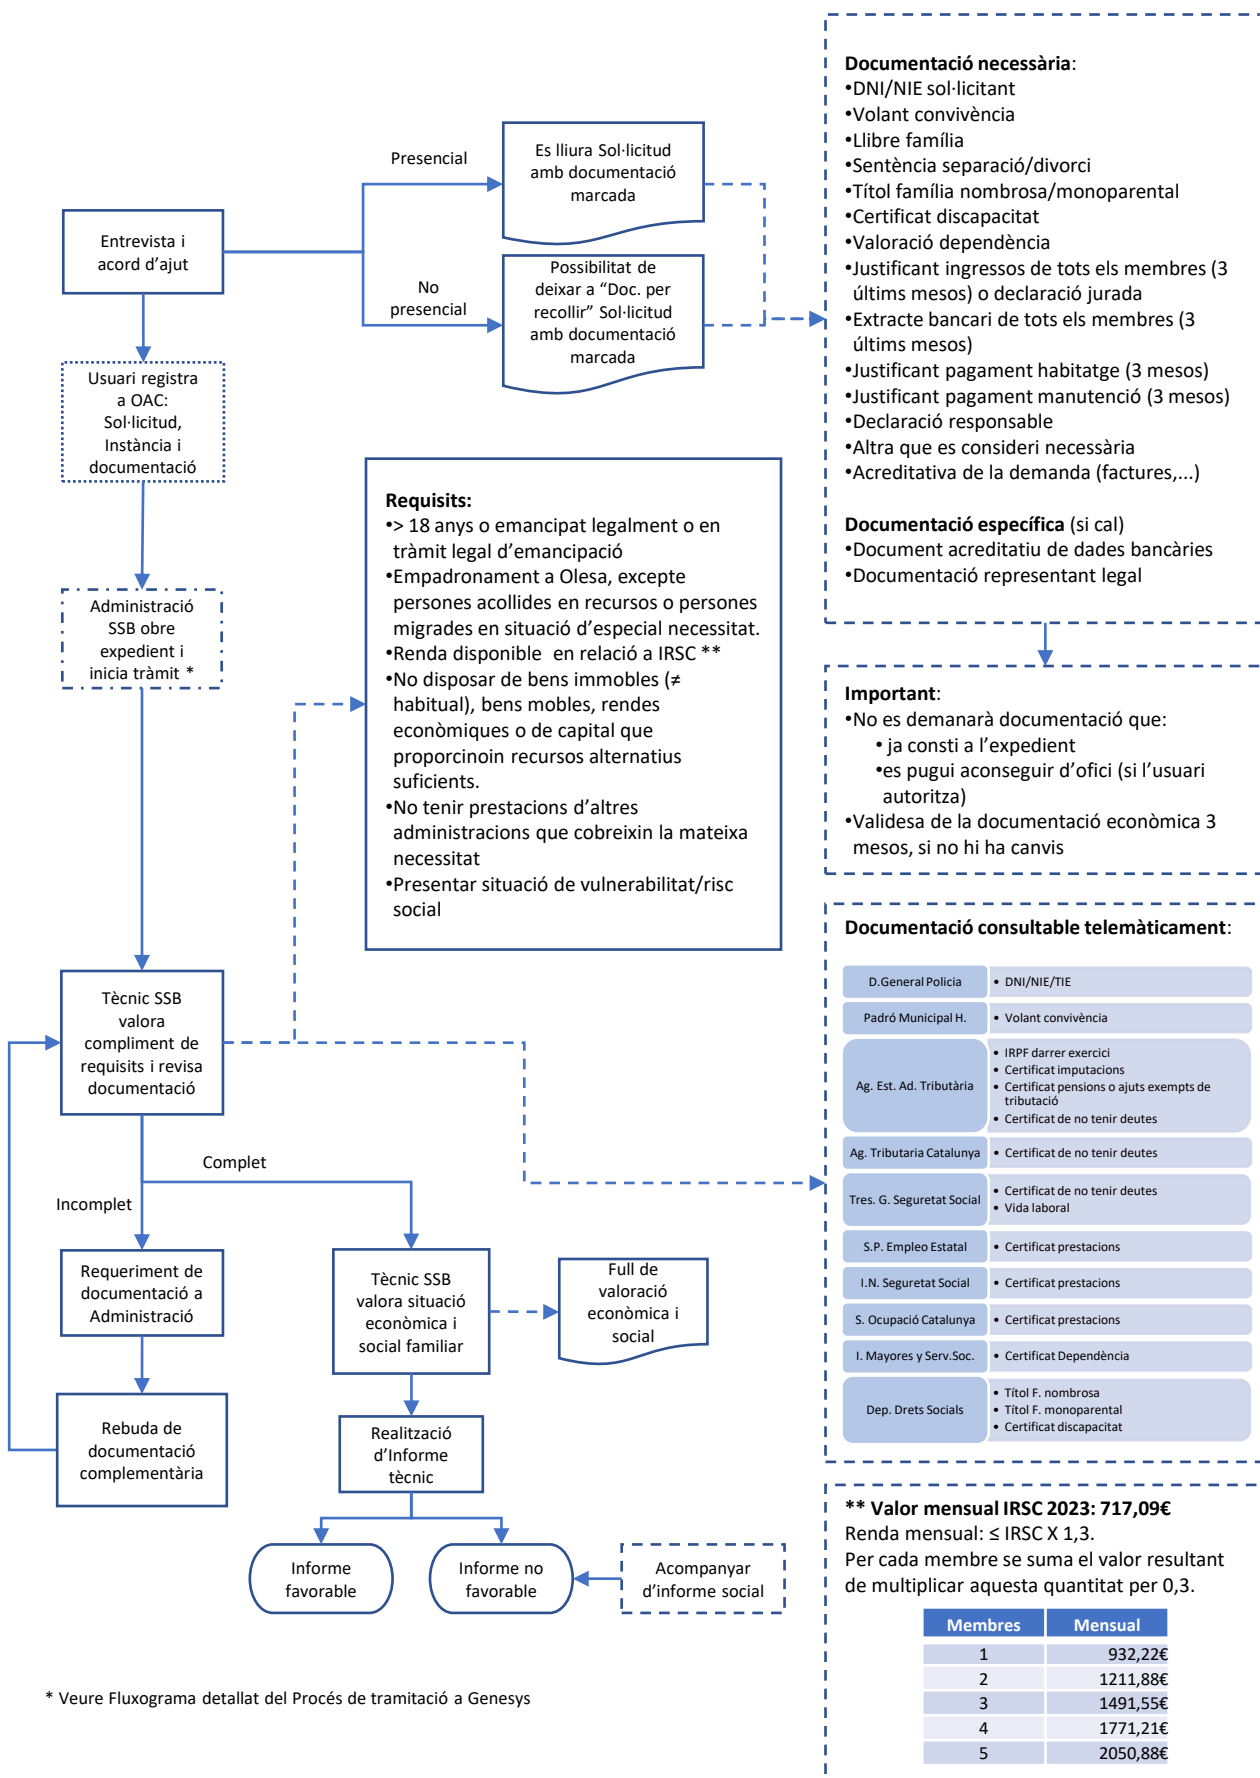 Entrevista i
acord d'ajut
Presencial
No
presencial
Es lliura Sol·licitud
amb documentació
marcada
Possibilitat de
deixar a “Doc. per
recollir” Sol·licitud
amb documentació
marcada
Usuari registra
a OAC:
Sol·licitud,
Instància i
documentació
Administració
SSB obre
expedient i
inicia tràmit *
Requisits:
•> 18 anys o emancipat legalment o en
tràmit legal d'emancipació
•Empadronament a Olesa, excepte
persones acollides en recursos o persones
migrades en situació d'especial necessitat.
•Renda disponible en relació a IRSC **
•No disposar de bens immobles (≠
habitual), bens mobles, rendes
econòmiques o de capital que
proporcinoin recursos alternatius
suficients.
•No tenir prestacions d'altres
administracions que cobreixin la mateixa
necessitat
•Presentar situació de vulnerabilitat/risc
social
Tècnic SSB
valora
compliment de
requisits i revisa
documentació
Complet
Incomplet
Requeriment de
documentació a
Administració
Rebuda de
documentació
complementària
Tècnic SSB
valora situació
econòmica i
social familiar
Full de
valoració
econòmica i
social
Realització
d'Informe
tècnic
Informe
favorable
Informe no
favorable
Acompanyar
d'informe social
* Veure Fluxograma detallat del Procés de tramitació a Genesys
Documentació necessària:
•DNI/NIE sol·licitant
•Volant convivència
•Llibre família
•Sentència separació/divorci
•Títol família nombrosa/monoparental
•Certificat discapacitat
•Valoració dependència
•Justificant ingressos de tots els membres (3
últims mesos) o declaració jurada
•Extracte bancari de tots els membres (3
últims mesos)
•Justificant pagament habitatge (3 mesos)
•Justificant pagament manutenció (3 mesos)
•Declaració responsable
•Altra que es consideri necessària
•Acreditativa de la demanda (factures,...)
Documentació específica (si cal)
•Document acreditatiu de dades bancàries
•Documentació representant legal
Important:
•No es demanarà documentació que:
• ja consti a l'expedient
•es pugui aconseguir d'ofici (si l'usuari
autoritza)
•Validesa de la documentació econòmica 3
mesos, si no hi ha canvis
Documentació consultable telemàticament:
D.General Policia • DNI/NIE/TIE
Padró Municipal H. • Volant convivència
Ag. Est. Ad. Tributària
• IRPF darrer exercici
• Certificat imputacions
• Certificat pensions o ajuts exempts de
tributació
• Certificat de no tenir deutes
Ag. Tributaria Catalunya • Certificat de no tenir deutes
Tres. G. Seguretat Social
• Certificat de no tenir deutes
• Vida laboral
S.P. Empleo Estatal • Certificat prestacions
I.N. Seguretat Social • Certificat prestacions
S. Ocupació Catalunya • Certificat prestacions
I. Mayores y Serv.Soc. • Certificat Dependència
Dep. Drets Socials
• Títol F. nombrosa
• Títol F. monoparental
• Certificat discapacitat
** Valor mensual IRSC 2023: 717,09€
Renda mensual: ≤ IRSC X 1,3.
Per cada membre se suma el valor resultant
de multiplicar aquesta quantitat per 0,3.
Membres Mensual
1 932,22€
2 1211,88€
3 1491,55€
4 1771,21€
5 2050,88€